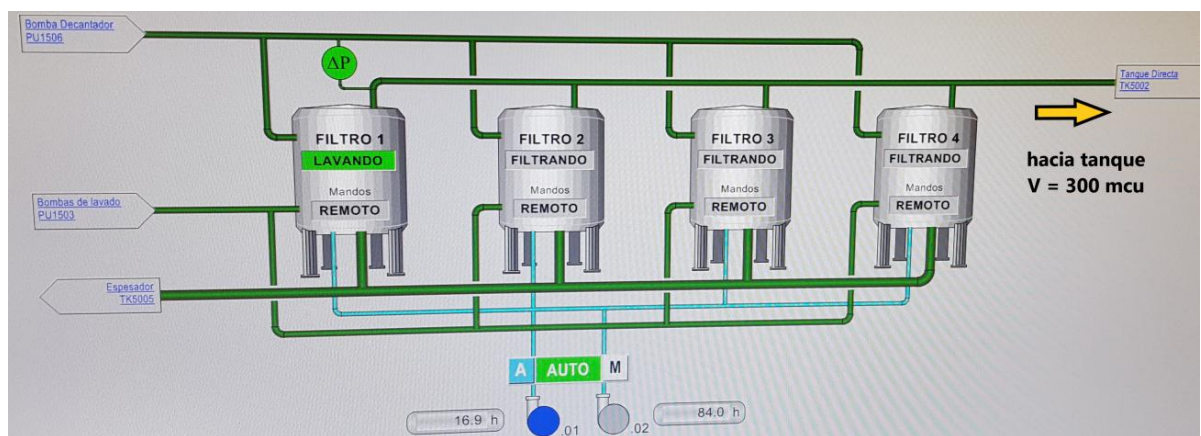 Bomba Decantador
PU1506
ΔP
Tanque Directa
TK5002
FILTRO 1
LAVANDO
Mandos
REMOTO
FILTRO 2
FILTRANDO
Mandos
REMOTO
FILTRO 3
FILTRANDO
Mandos
REMOTO
FILTRO 4
FILTRANDO
Mandos
REMOTO
hacia tanque
V = 300 mcu
Bombas de lavado
PU1503
Espesador
TK5005
A AUTO M
16.9 h
.01
.02
84.0 h